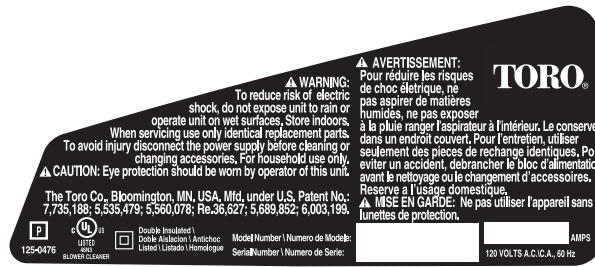 ⚠ WARNING:
To reduce risk of electric
shock, do not expose unit to rain or
operate unit on wet surfaces. Store indoors.
When servicing use only identical replacement parts.
To avoid injury disconnect the power supply before cleaning or
changing accessories. For household use only.
⚠ CAUTION: Eye protection should be worn by operator of this unit.
The Toro Co., Bloomington, MN, USA. Mfd. under U.S. Patent No.:
7,735,188; 5,535,479; 5,560,078; Re.36,627; 5,689,852; 6,003,199.
⚠ AVERTISSEMENT:
Pour réduire les risques
de choc életrique, ne
pas aspirer de matières
humides, ne pas exposer
à la pluie ranger l'aspirateur à l'intérieur. Le conserve
dans un endroit couvert. Pour l'entretien, utiliser
seulement des pieces de rechange identiques. Po
eviter un accident, debrancher le bloc d'alimentatio
avant le nettoyage ou le changement d'accessoires.
Reserve a l'usage domestique.
⚠ MISE EN GARDE: Ne pas utiliser l'appareil sans
lunettes de protection.
TORO®
P
125-0476
C UL US
LISTED
46N3
BLOWER CLEANER
Double Insulated \
Doble Aislacion \ Antichoc
Listed \ Listado \ Homologue
Model Number \ Numero de Modele:
Serial Number \ Numero de Serie:
AMPS
120 VOLTS A.C.\C.A., 60 Hz